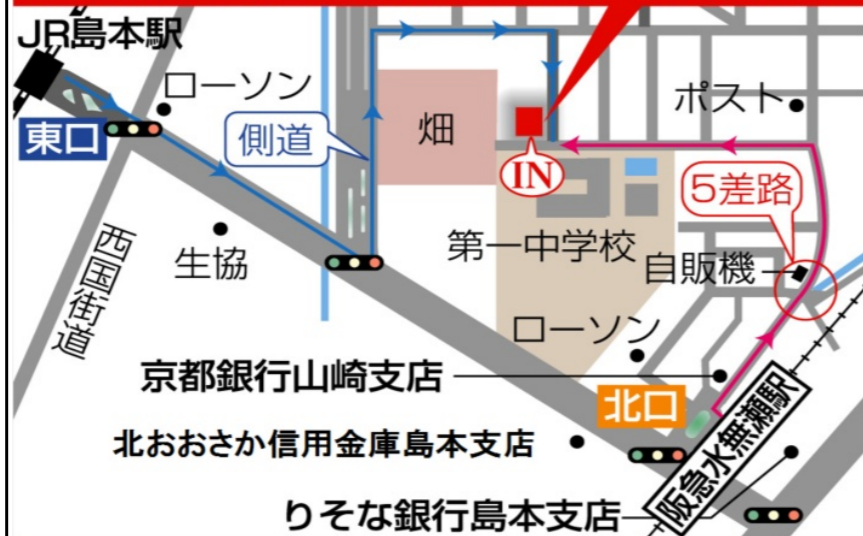 JR島本駅
ローソン
ポスト
東口
側道
畑
IN
5差路
西国街道
生協
第一中学校
自販機
ローソン
京都銀行山崎支店
北口
北おおさか信用金庫島本支店
阪急水無瀬駅
りそな銀行島本支店